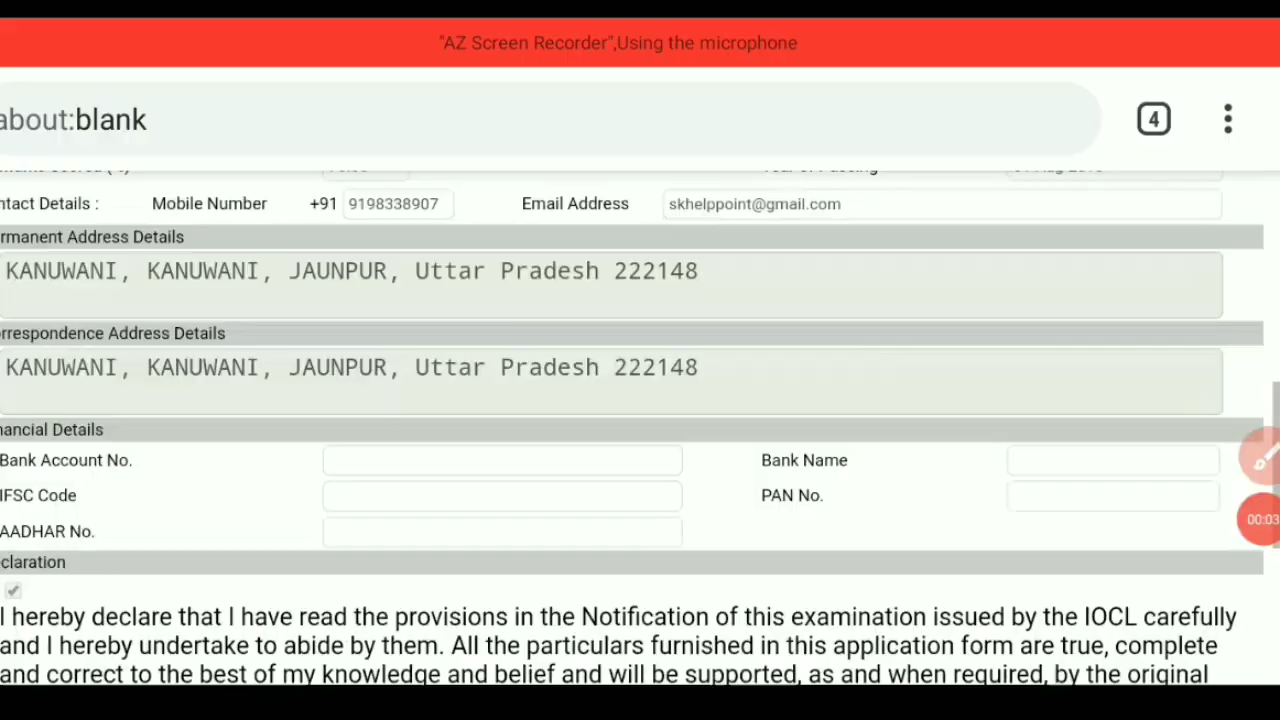 "AZ Screen Recorder",Using the microphone
about:blank
4
Contact Details : Mobile Number +91 9198338907 Email Address skhelppoint@gmail.com
rmanent Address Details
KANUWANI, KANUWANI, JAUNPUR, Uttar Pradesh 222148
rrespondence Address Details
KANUWANI, KANUWANI, JAUNPUR, Uttar Pradesh 222148
nancial Details
Bank Account No. Bank Name
IFSC Code PAN No.
AADHAR No.
00:03
claration
I hereby declare that I have read the provisions in the Notification of this examination issued by the IOCL carefully
and I hereby undertake to abide by them. All the particulars furnished in this application form are true, complete
and correct to the best of my knowledge and belief and will be supported, as and when required, by the original